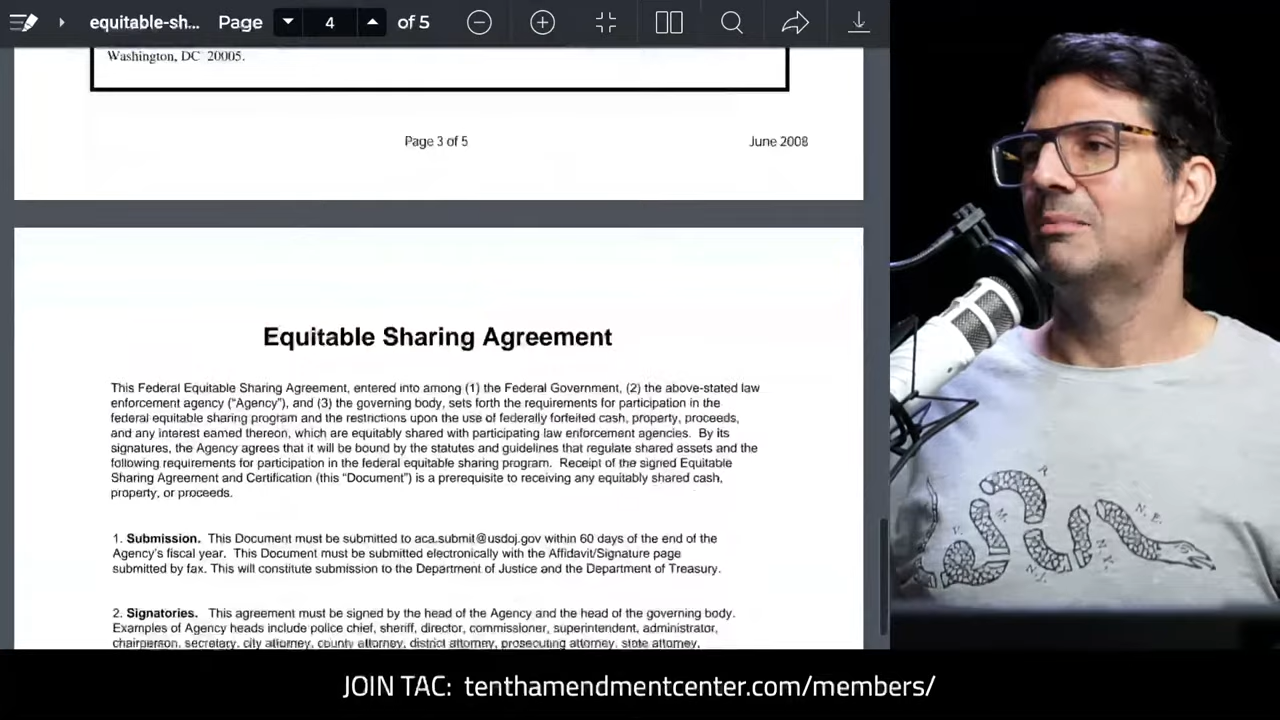 equitable-sh... Page 4 of 5
Washington, DC 20005.
Page 3 of 5 June 2008
Equitable Sharing Agreement
This Federal Equitable Sharing Agreement, entered into among (1) the Federal Government, (2) the above-stated law
enforcement agency ("Agency"), and (3) the governing body, sets forth the requirements for participation in the
federal equitable sharing program and the restrictions upon the use of federally forfeited cash, property, proceeds,
and any interest earned thereon, which are equitably shared with participating law enforcement agencies. By its
signatures, the Agency agrees that it will be bound by the statutes and guidelines that regulate shared assets and the
following requirements for participation in the federal equitable sharing program. Receipt of the signed Equitable
Sharing Agreement and Certification (this "Document") is a prerequisite to receiving any equitably shared cash,
property, or proceeds.
1. Submission. This Document must be submitted to aca.submit@usdoj.gov within 60 days of the end of the
Agency's fiscal year. This Document must be submitted electronically with the Affidavit/Signature page
submitted by fax. This will constitute submission to the Department of Justice and the Department of Treasury.
2. Signatories. This agreement must be signed by the head of the Agency and the head of the governing body.
Examples of Agency heads include police chief, sheriff, director, commissioner, superintendent, administrator,
chairperson, secretary, city attorney, county attorney, district attorney, prosecuting attorney, state attorney,
N.E.
V.
M.
N.J.
JOIN TAC: tenthamendmentcenter.com/members/